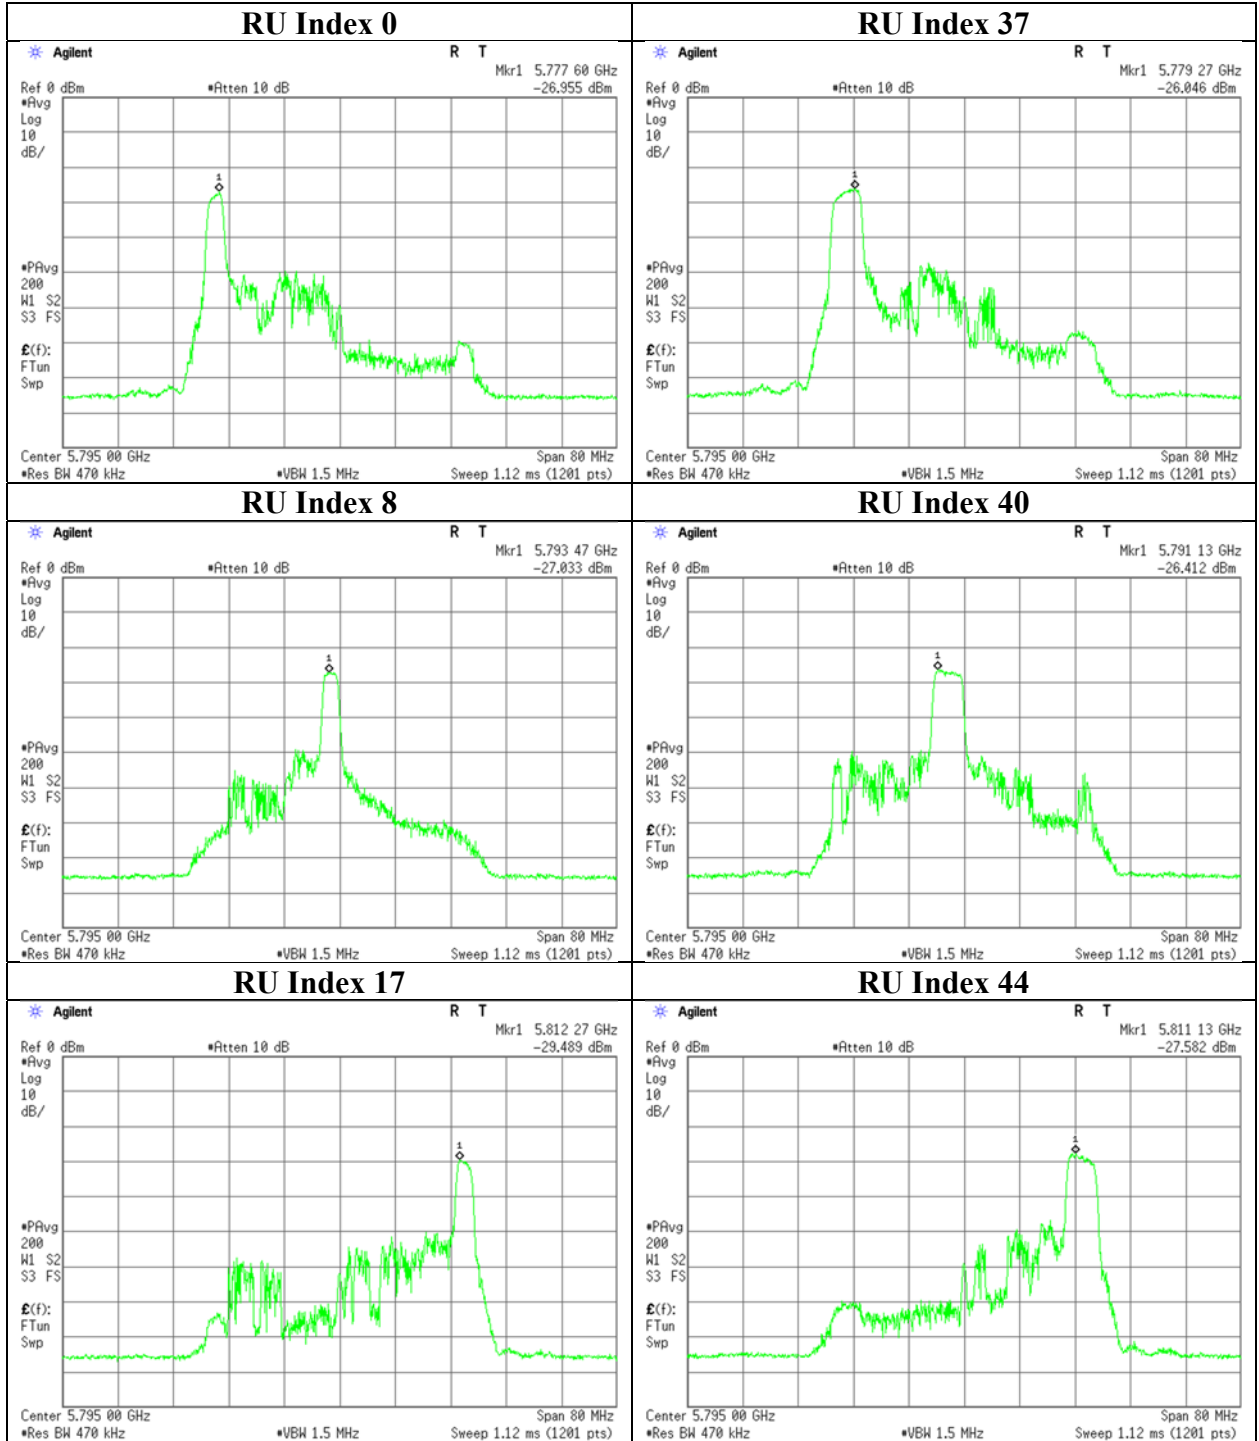 RU Index 0
Agilent R T
Mkr1 5.777 60 GHz
Ref 0 dBm #Atten 10 dB -26.955 dBm
#Avg
Log
10
dB/
1
#PAvg
200
W1 S2
S3 FS
£(f):
FTun
Swp
Center 5.795 00 GHz Span 80 MHz
#Res BW 470 kHz #VBW 1.5 MHz Sweep 1.12 ms (1201 pts)
RU Index 37
Agilent R T
Mkr1 5.779 27 GHz
Ref 0 dBm #Atten 10 dB -26.046 dBm
#Avg
Log
10
dB/
1
#PAvg
200
W1 S2
S3 FS
£(f):
FTun
Swp
Center 5.795 00 GHz Span 80 MHz
#Res BW 470 kHz #VBW 1.5 MHz Sweep 1.12 ms (1201 pts)
RU Index 8
Agilent R T
Mkr1 5.793 47 GHz
Ref 0 dBm #Atten 10 dB -27.033 dBm
#Avg
Log
10
dB/
1
#PAvg
200
W1 S2
S3 FS
£(f):
FTun
Swp
Center 5.795 00 GHz Span 80 MHz
#Res BW 470 kHz #VBW 1.5 MHz Sweep 1.12 ms (1201 pts)
RU Index 40
Agilent R T
Mkr1 5.791 13 GHz
Ref 0 dBm #Atten 10 dB -26.412 dBm
#Avg
Log
10
dB/
1
#PAvg
200
W1 S2
S3 FS
£(f):
FTun
Swp
Center 5.795 00 GHz Span 80 MHz
#Res BW 470 kHz #VBW 1.5 MHz Sweep 1.12 ms (1201 pts)
RU Index 17
Agilent R T
Mkr1 5.812 27 GHz
Ref 0 dBm #Atten 10 dB -29.489 dBm
#Avg
Log
10
dB/
1
#PAvg
200
W1 S2
S3 FS
£(f):
FTun
Swp
Center 5.795 00 GHz Span 80 MHz
#Res BW 470 kHz #VBW 1.5 MHz Sweep 1.12 ms (1201 pts)
RU Index 44
Agilent R T
Mkr1 5.811 13 GHz
Ref 0 dBm #Atten 10 dB -27.582 dBm
#Avg
Log
10
dB/
1
#PAvg
200
W1 S2
S3 FS
£(f):
FTun
Swp
Center 5.795 00 GHz Span 80 MHz
#Res BW 470 kHz #VBW 1.5 MHz Sweep 1.12 ms (1201 pts)